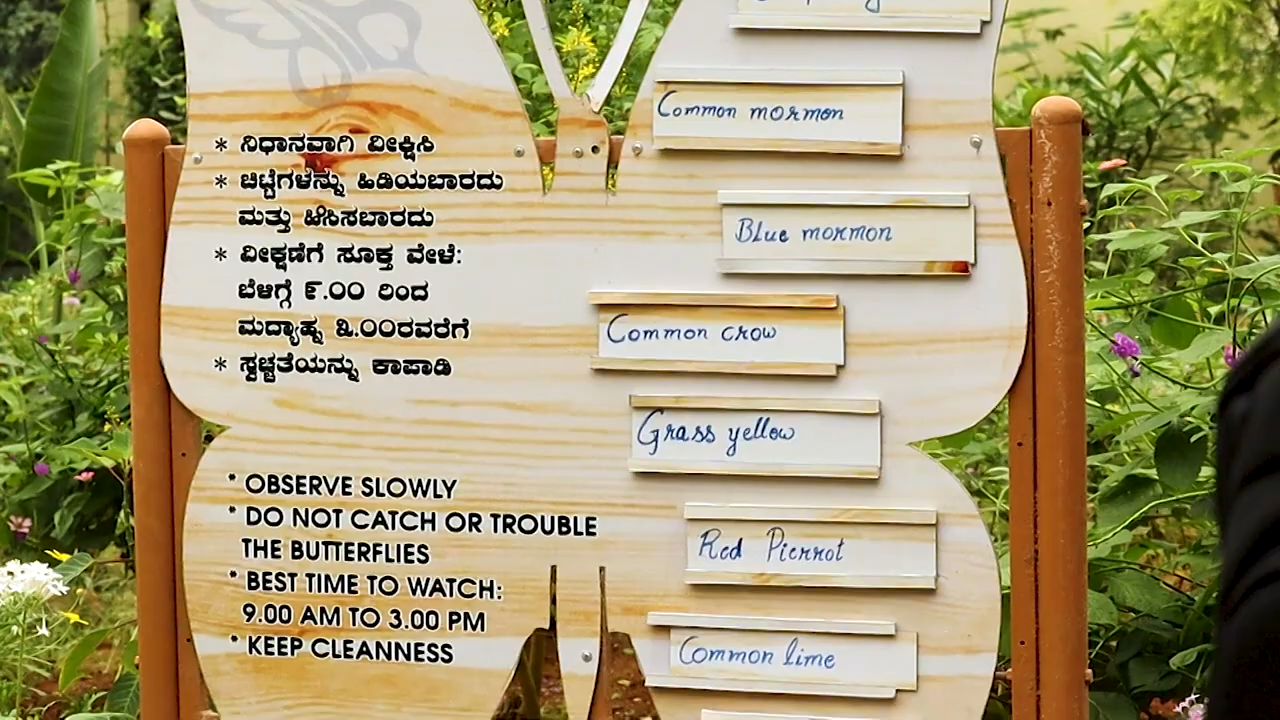 * ನಿಧಾನವಾಗಿ ವೀಕ್ಷಿಸಿ
* ಚಿಟ್ಟೆಗಳನ್ನು ಹಿಡಿಯಬಾರದು
ಮತ್ತು ಹಿಂಸಿಸಬಾರದು
* ವೀಕ್ಷಣೆಗೆ ಸೂಕ್ತ ವೇಳೆ:
ಬೆಳಿಗ್ಗೆ ೯.೦೦ ರಿಂದ
ಮಧ್ಯಾಹ್ನ ೩.೦೦ರವರೆಗೆ
* ಸ್ವಚ್ಛತೆಯನ್ನು ಕಾಪಾಡಿ
* OBSERVE SLOWLY
* DO NOT CATCH OR TROUBLE
THE BUTTERFLIES
* BEST TIME TO WATCH:
9.00 AM TO 3.00 PM
* KEEP CLEANNESS
Common mormon
Blue mormon
Common crow
Grass yellow
Red Pierrot
Common lime